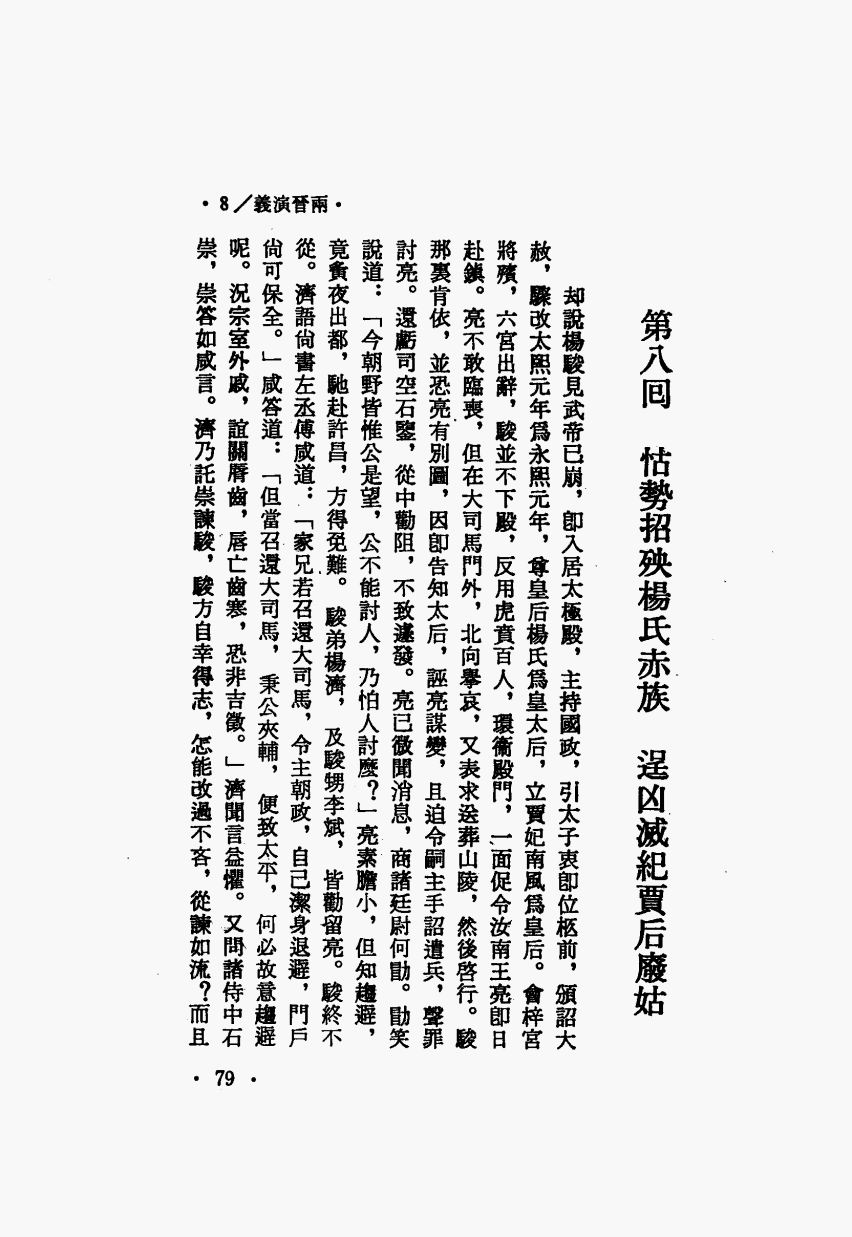 第八回　怙勢招殃楊氏赤族　逞凶滅紀賈后廢姑
却說楊駿見武帝已崩，卽入居太極殿，主持國政，引太子衷卽位柩前，頒詔大
赦，驟改太熙元年爲永熙元年，尊皇后楊氏爲皇太后，立賈妃南風爲皇后。會梓宮
將殯，六宮出辭，駿並不下殿，反用虎賁百人，環衞殿門，一面促令汝南王亮卽日
赴鎮。亮不敢臨喪，但在大司馬門外，北向舉哀，又表求送葬山陵，然後啓行。駿
那裏肯依，並恐亮有別圖，因卽告知太后，誣亮謀變，且迫令嗣主手詔遣兵，聲罪
討亮。還虧司空石鑒，從中勸阻，不致遽發。亮已微聞消息，商諸廷尉何勖。勖笑
說道：「今朝野皆惟公是望，公不能討人，乃怕人討麼？」亮素膽小，但知趨避，
竟夤夜出都，馳赴許昌，方得免難。駿弟楊濟，及駿甥李斌，皆勸留亮。駿終不
從。濟語尙書左丞傅咸道：「家兄若召還大司馬，令主朝政，自己潔身退避，門戶
尙可保全。」咸答道：「但當召還大司馬，秉公夾輔，便致太平，何必故意趨避
呢。況宗室外戚，誼關脣齒，唇亡齒寒，恐非吉徵。」濟聞言益懼。又問諸侍中石
崇，崇答如咸言。濟乃託崇諫駿，駿方自幸得志，怎能改過不吝，從諫如流？而且
・8／義演晉兩・
・79・